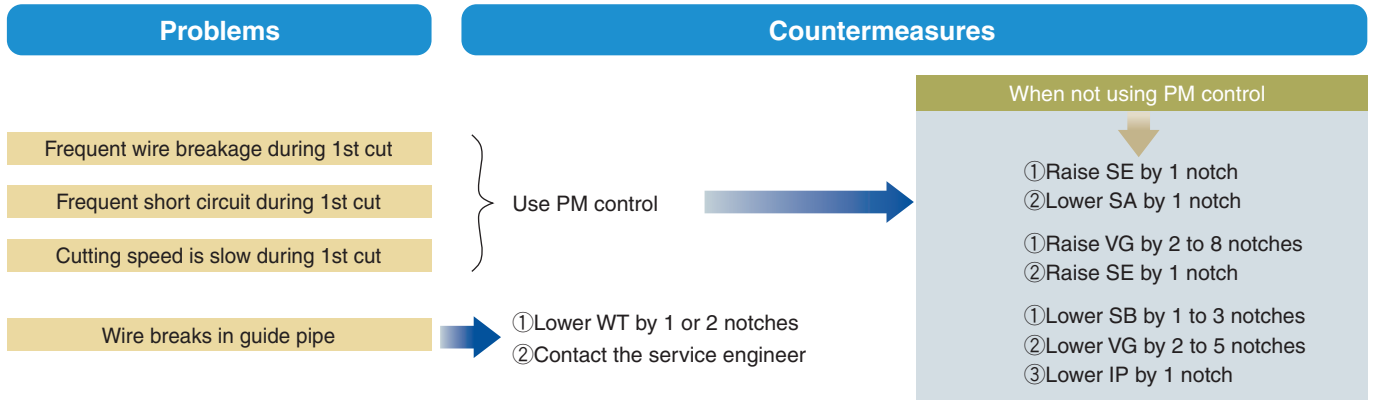 Problems
Countermeasures
When not using PM control
Frequent wire breakage during 1st cut
Frequent short circuit during 1st cut
Cutting speed is slow during 1st cut
Use PM control
①Raise SE by 1 notch
②Lower SA by 1 notch
①Raise VG by 2 to 8 notches
②Raise SE by 1 notch
①Lower SB by 1 to 3 notches
②Lower VG by 2 to 5 notches
③Lower IP by 1 notch
Wire breaks in guide pipe
①Lower WT by 1 or 2 notches
②Contact the service engineer